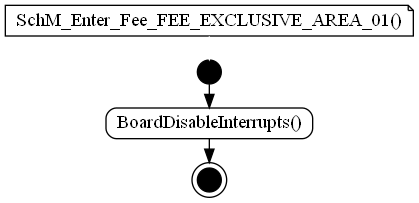 SchM_Enter_Fee_FEE_EXCLUSIVE_AREA_01()
BoardDisableInterrupts()